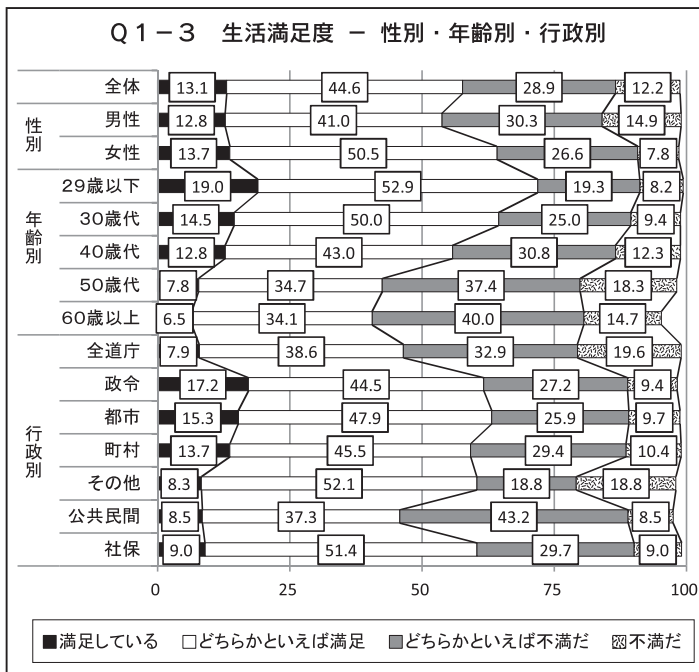 Q1－3 生活満足度 － 性別・年齢別・行政別
全体 13.1 44.6 28.9 12.2
性別
男性 12.8 41.0 30.3 14.9
女性 13.7 50.5 26.6 7.8
年齢別
29歳以下 19.0 52.9 19.3 8.2
30歳代 14.5 50.0 25.0 9.4
40歳代 12.8 43.0 30.8 12.3
50歳代 7.8 34.7 37.4 18.3
60歳以上 6.5 34.1 40.0 14.7
行政別
全道庁 7.9 38.6 32.9 19.6
政令 17.2 44.5 27.2 9.4
都市 15.3 47.9 25.9 9.7
町村 13.7 45.5 29.4 10.4
その他 8.3 52.1 18.8 18.8
公共民間 8.5 37.3 43.2 8.5
社保 9.0 51.4 29.7 9.0
0 25 50 75 100
満足している どちらかといえば満足 どちらかといえば不満だ 不満だ